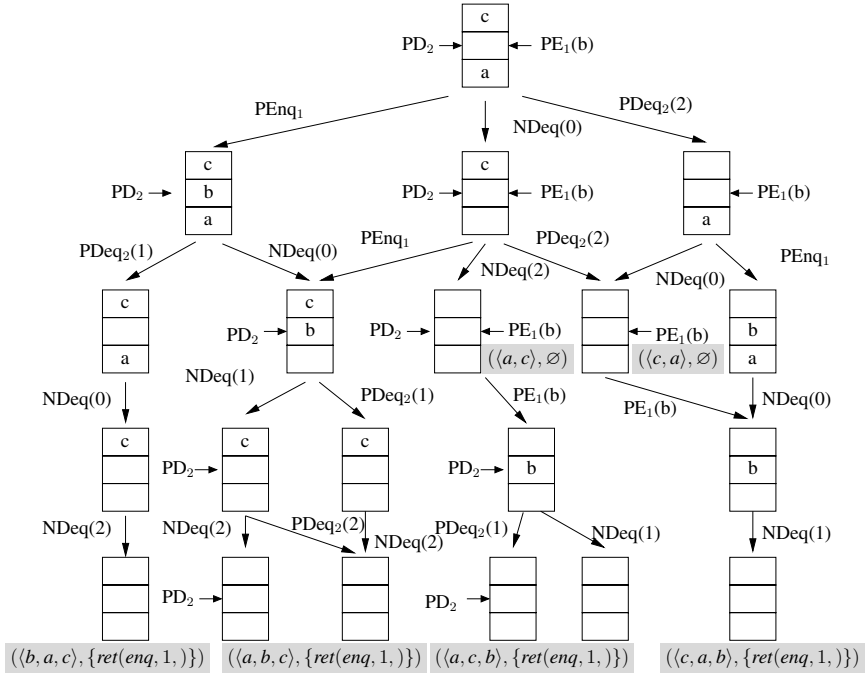 c
PD₂ PE₁(b)
a
PEnq₁ NDeq(0) PDeq₂(2)
c c
PD₂ b PD₂ PE₁(b) PE₁(b)
a a
PDeq₂(1) NDeq(0) PEnq₁ NDeq(2) PDeq₂(2) NDeq(0) PEnq₁
c c
PD₂ b PD₂ PE₁(b) PE₁(b) b
a (⟨a, c⟩, ∅) (⟨c, a⟩, ∅) a
NDeq(0) NDeq(1) PDeq₂(1) PE₁(b) PE₁(b) NDeq(0)
c c c
PD₂ PD₂ b b
NDeq(2) NDeq(2) PDeq₂(2) NDeq(2) PDeq₂(1) NDeq(1) NDeq(1)
PD₂ PD₂
(⟨b, a, c⟩, {ret(enq, 1, )}) (⟨a, b, c⟩, {ret(enq, 1, )}) (⟨a, c, b⟩, {ret(enq, 1, )}) (⟨c, a, b⟩, {ret(enq, 1, )})